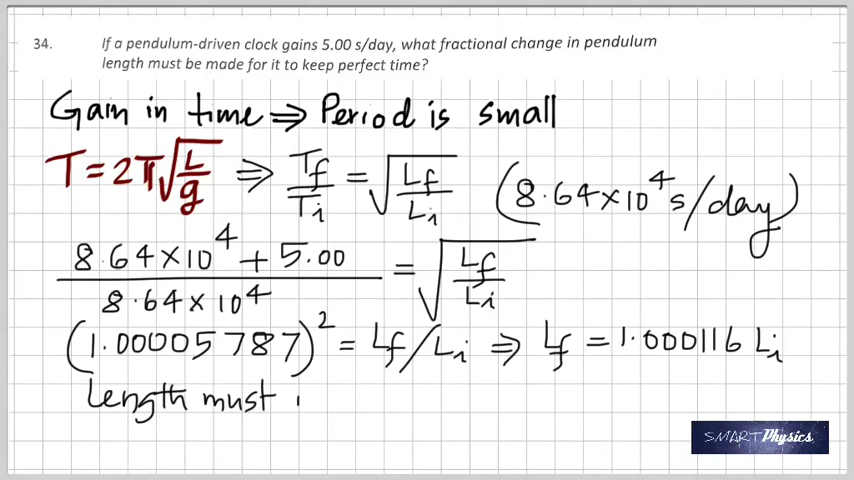 34. If a pendulum-driven clock gains 5.00 s/day, what fractional change in pendulum
length must be made for it to keep perfect time?
Gain in time ⇒ Period is small
T = 2π√(L/g) ⇒ Tf/Ti = √(Lf/Li) (8.64×10⁴ s/day)
(8.64×10⁴ + 5.00)/(8.64×10⁴) = √(Lf/Li)
(1.00005787)² = Lf/Li ⇒ Lf = 1.000116 Li
Length must
SMART Physics